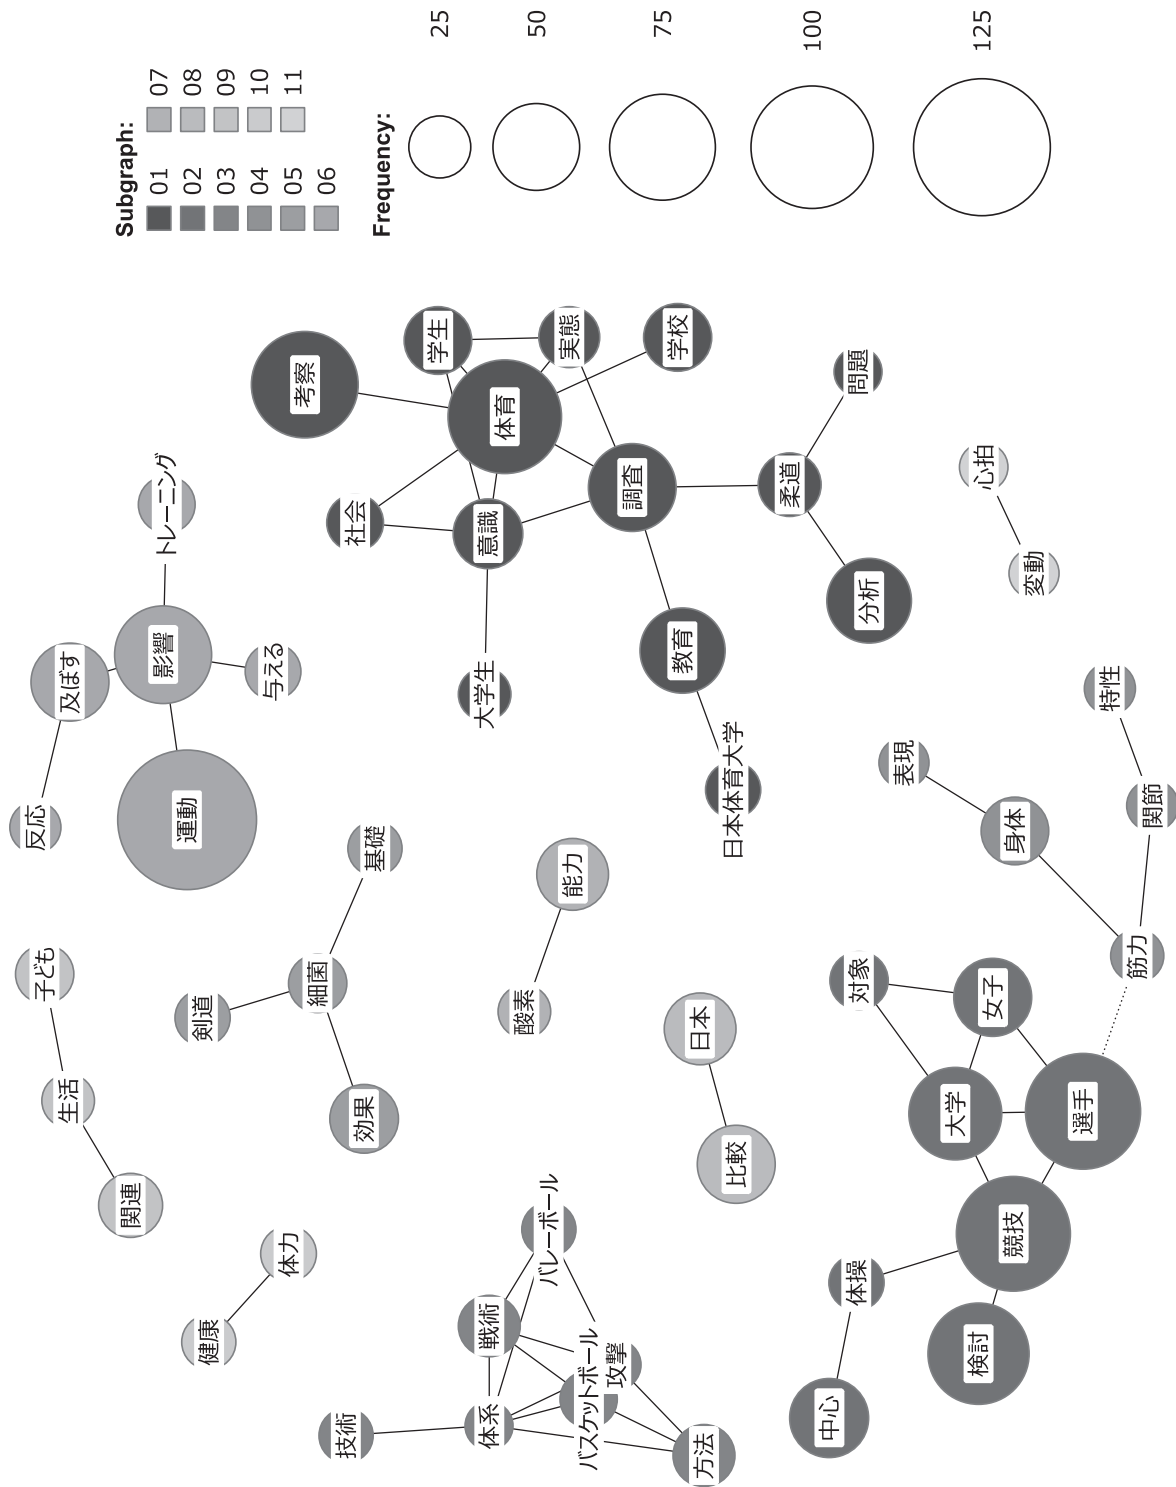 Subgraph:
01
02
03
04
05
06
07
08
09
10
11
Frequency:
25
50
75
100
125
考察
学生
体育
実態
学校
社会
意識
調査
柔道
問題
分析
大学生
教育
日本体育大学
トレーニング
影響
及ぼす
与える
反応
運動
心拍
変動
特性
関節
表現
身体
筋力
基礎
細菌
剣道
効果
能力
酸素
子ども
生活
関連
日本
比較
対象
女子
大学
選手
競技
検討
体操
中心
体力
健康
バレーボール
戦術
攻撃
バスケットボール
体系
技術
方法